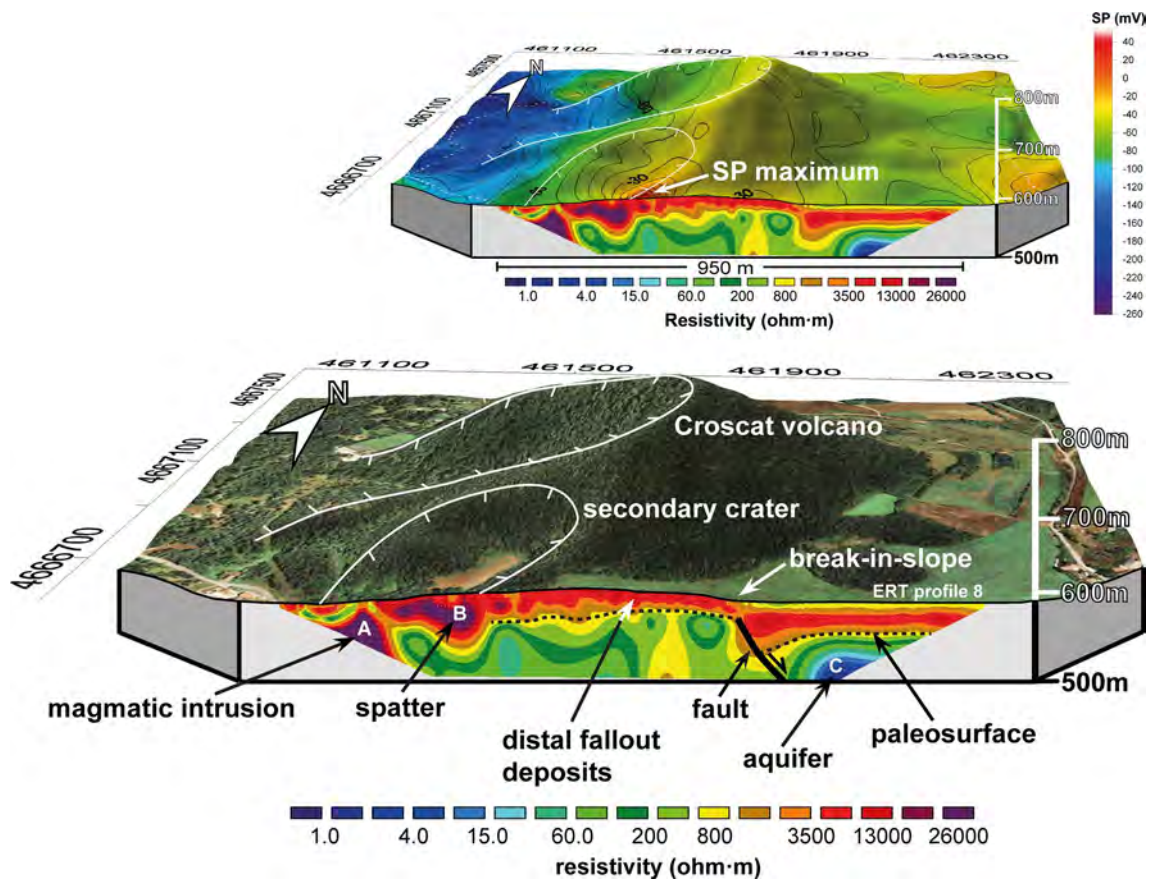 SP (mV)
40
20
0
-20
-40
-60
-80
-100
-120
-140
-160
-180
-200
-220
-240
-260
461100
461500
461900
462300
4667500
4667100
4666700
N
800m
700m
600m
500m
-30
-30
SP maximum
950 m
1.0 4.0 15.0 60.0 200 800 3500 13000 26000
Resistivity (ohm·m)
461100
461500
461900
462300
4667500
4667100
4666700
N
Croscat volcano
secondary crater
break-in-slope
ERT profile 8
800m
700m
600m
500m
A
B
C
magmatic intrusion
spatter
distal fallout
deposits
fault
aquifer
paleosurface
1.0 4.0 15.0 60.0 200 800 3500 13000 26000
resistivity (ohm·m)